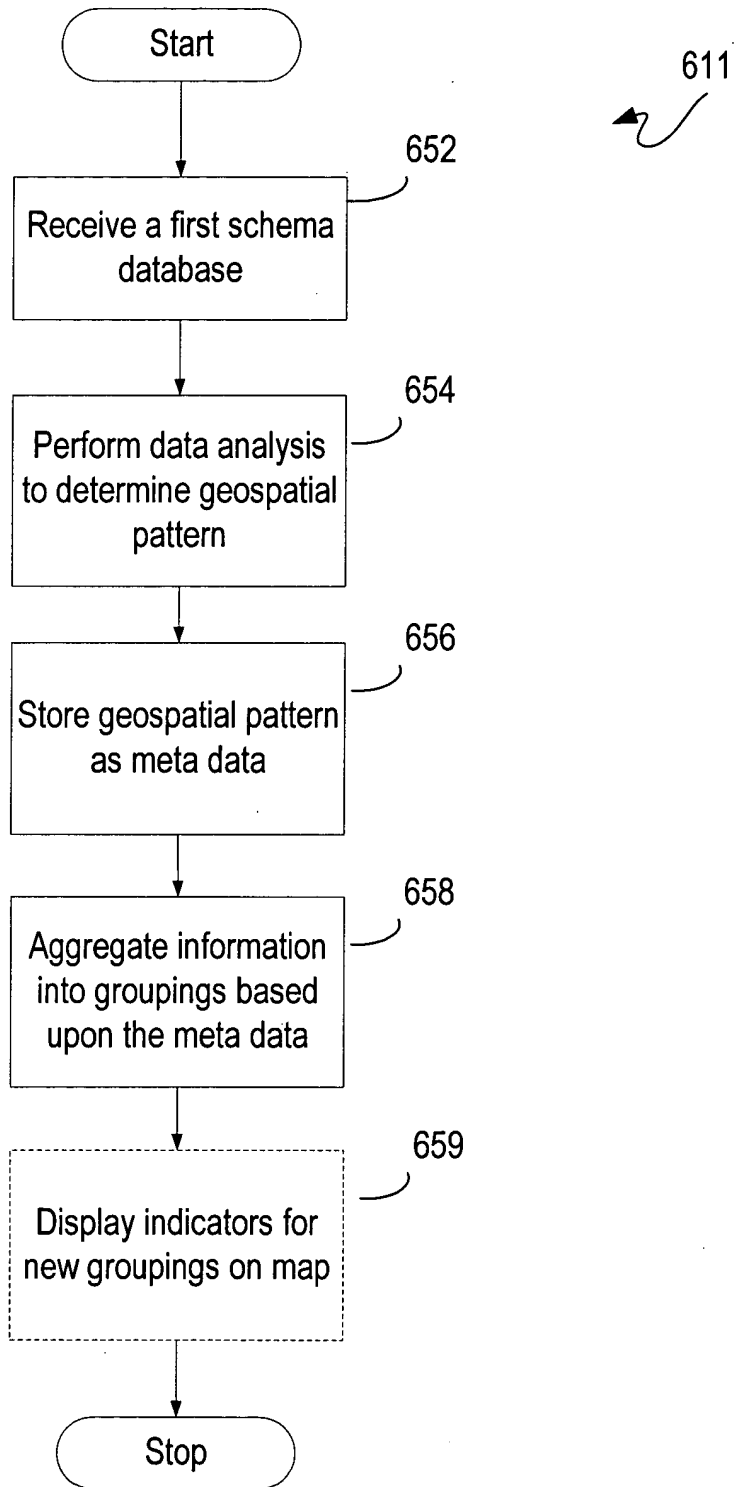 Start
611
652
Receive a first schema
database
654
Perform data analysis
to determine geospatial
pattern
656
Store geospatial pattern
as meta data
658
Aggregate information
into groupings based
upon the meta data
659
Display indicators for
new groupings on map
Stop